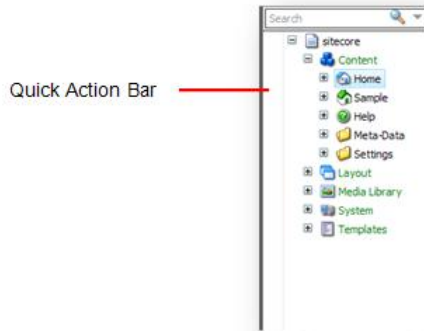 Search
sitecore
Content
Home
Quick Action Bar
Sample
Help
Meta-Data
Settings
Layout
Media Library
System
Templates